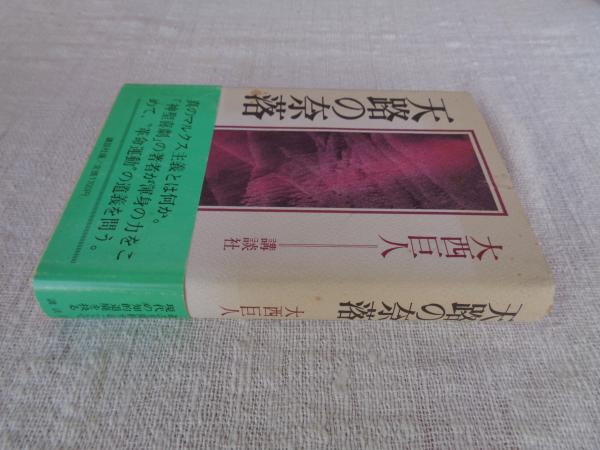 天路の奈落
大西巨人
講談社
真のマルクス主義とは何か。
『神聖喜劇』の著者が渾身の力をこ
めて、“革命運動”の道義を問う。
天路の奈落
大西巨人